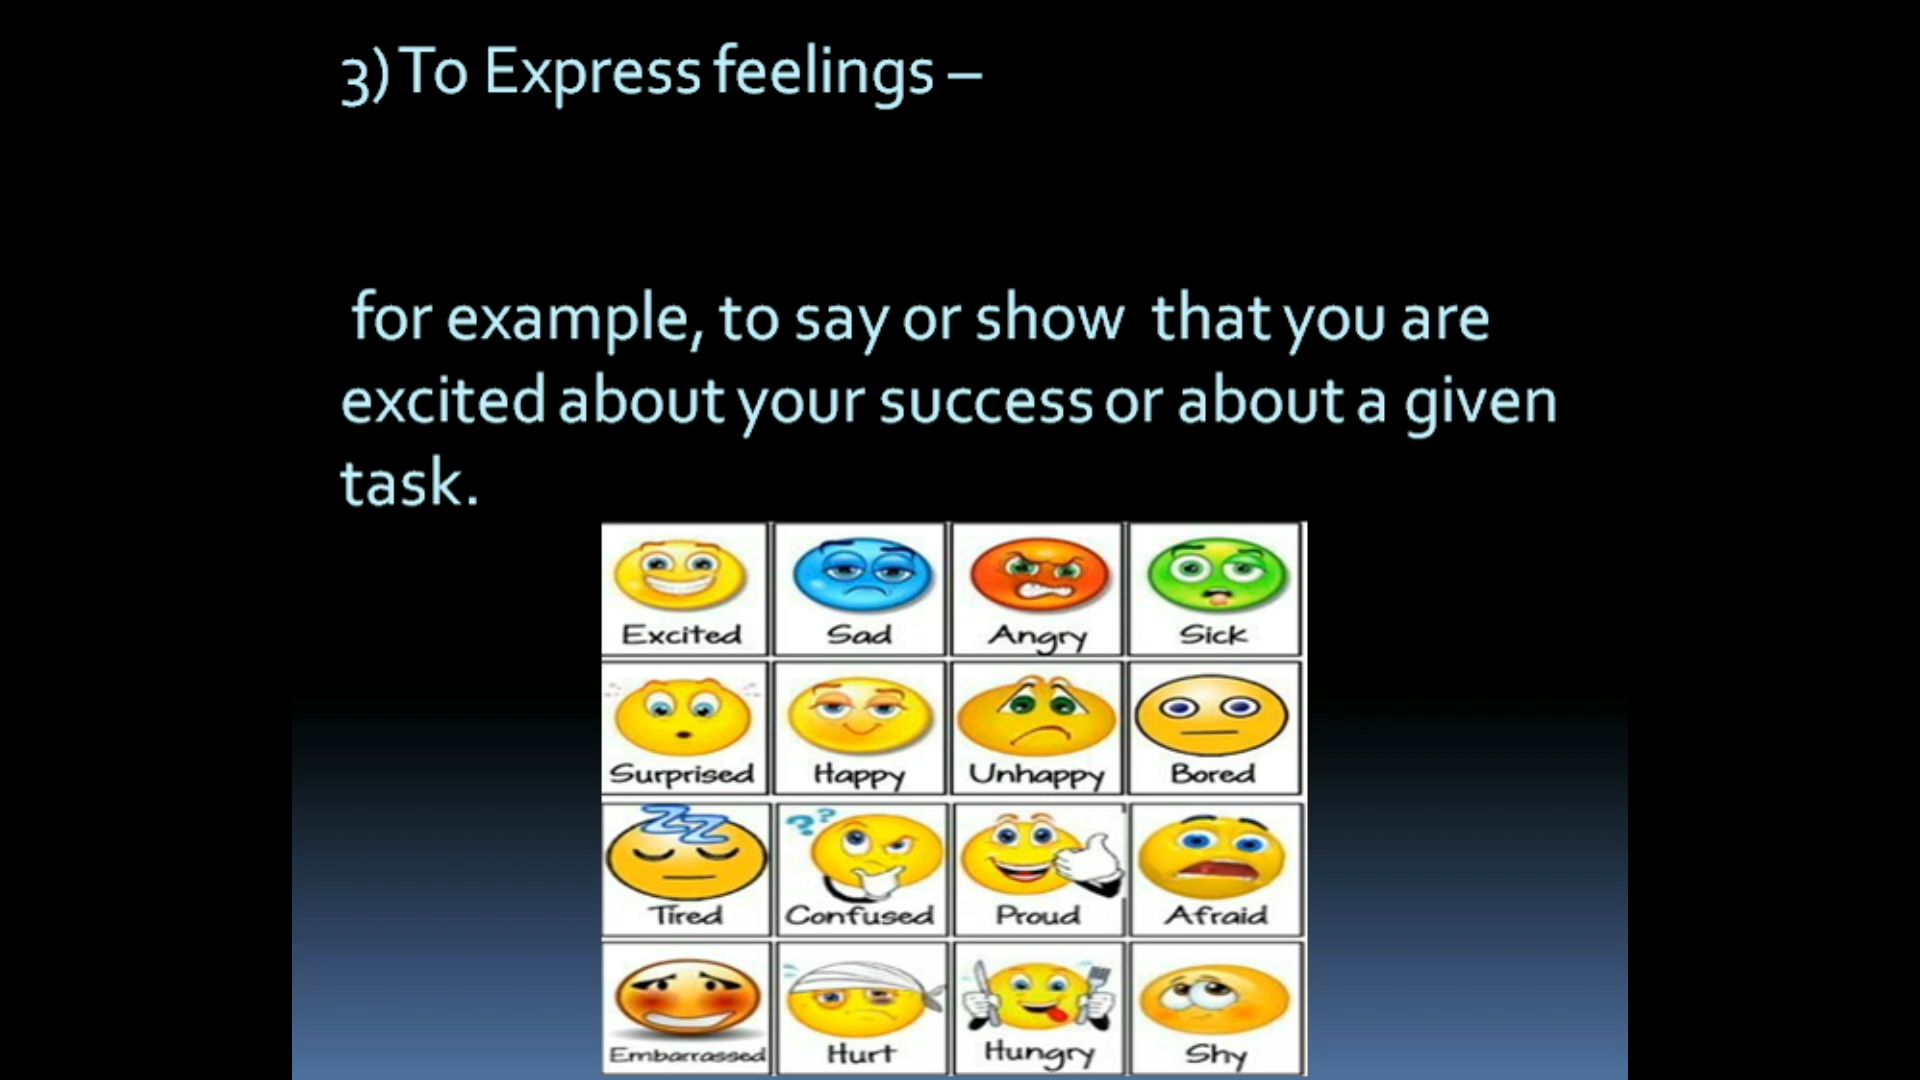 3) To Express feelings –
for example, to say or show that you are
excited about your success or about a given
task.
Excited Sad Angry Sick
Surprised Happy Unhappy Bored
ZZ ??
Tired Confused Proud Afraid
Embarrassed Hurt Hungry Shy